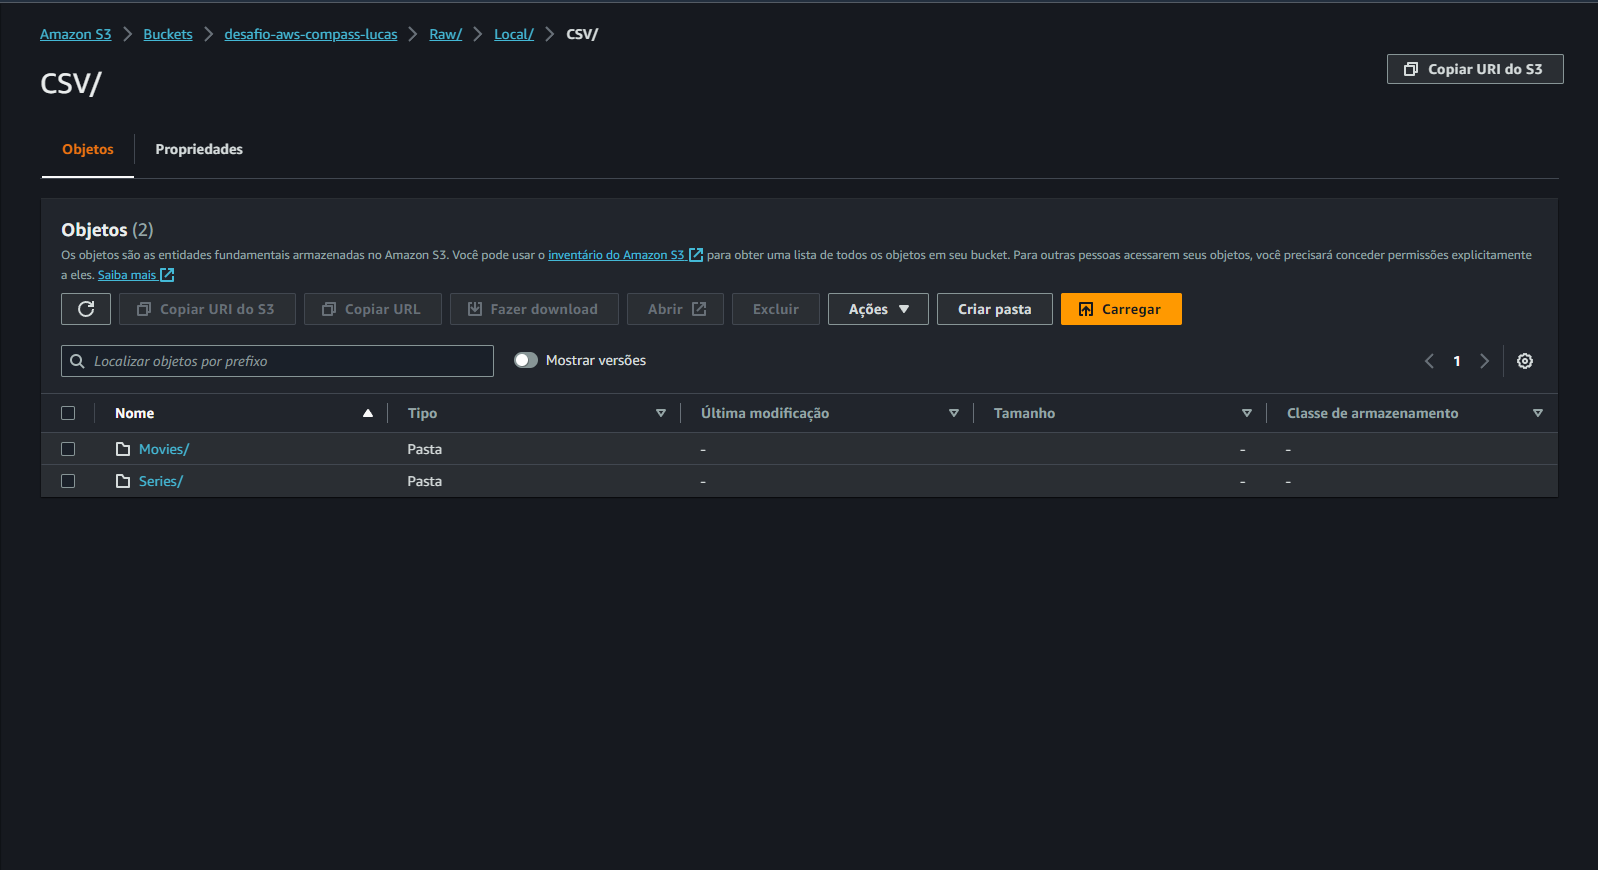 Amazon S3 > Buckets > desafio-aws-compass-lucas > Raw/ > Local/ > CSV/
CSV/
Copiar URI do S3
Objetos Propriedades
Objetos (2)
Os objetos são as entidades fundamentais armazenadas no Amazon S3. Você pode usar o inventário do Amazon S3 para obter uma lista de todos os objetos em seu bucket. Para outras pessoas acessarem seus objetos, você precisará conceder permissões explicitamente
a eles. Saiba mais
Copiar URI do S3 Copiar URL Fazer download Abrir Excluir Ações Criar pasta Carregar
Localizar objetos por prefixo Mostrar versões 1
Nome Tipo Última modificação Tamanho Classe de armazenamento
Movies/ Pasta - - -
Series/ Pasta - - -